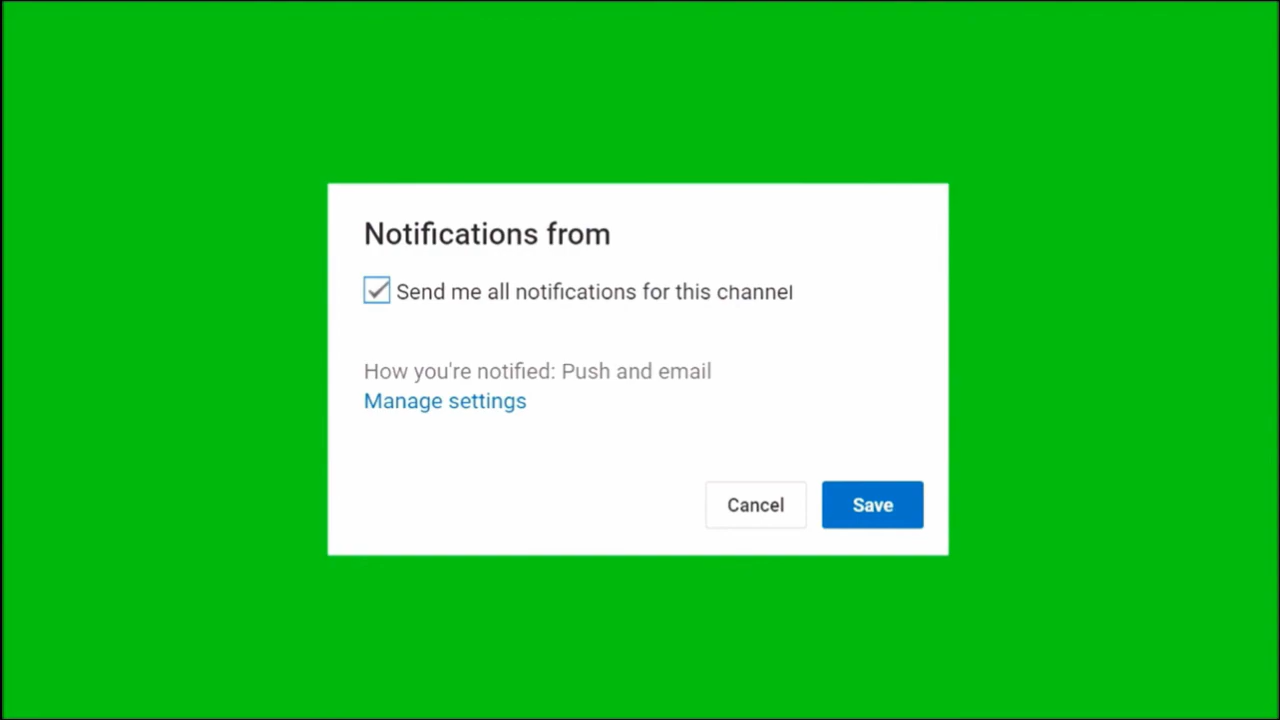 Notifications from
Send me all notifications for this channel
How you're notified: Push and email
Manage settings
Cancel
Save